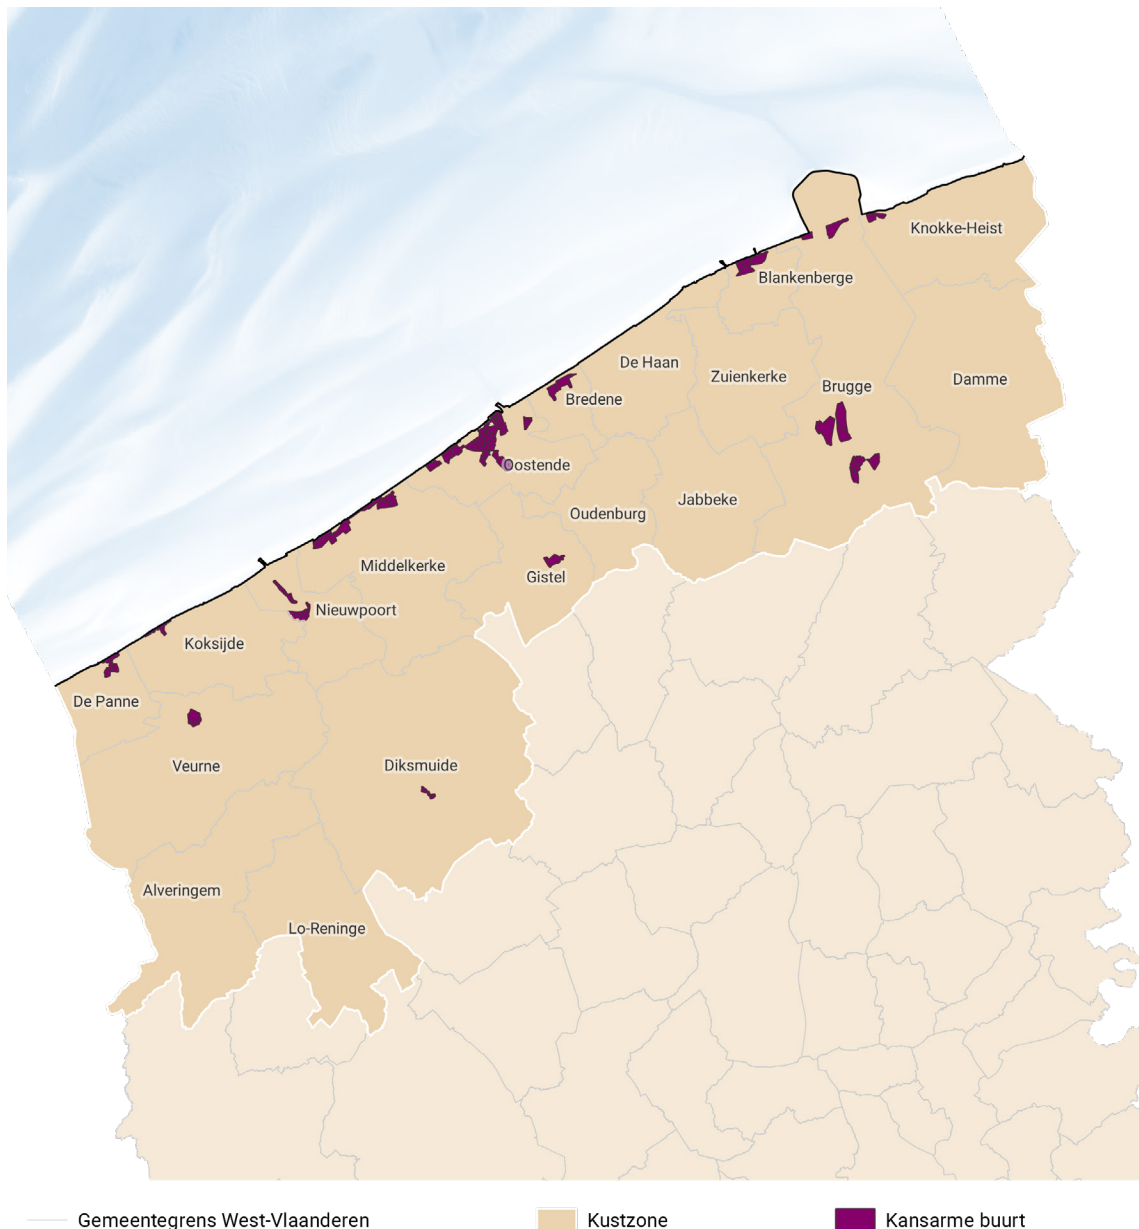 Knokke-Heist
Blankenberge
De Haan
Zuienkerke
Damme
Brugge
Bredene
Oostende
Jabbeke
Oudenburg
Middelkerke
Gistel
Nieuwpoort
Koksijde
De Panne
Veurne
Diksmuide
Alveringem
Lo-Reninge
Gemeentegrens West-Vlaanderen
Kustzone
Kansarme buurt